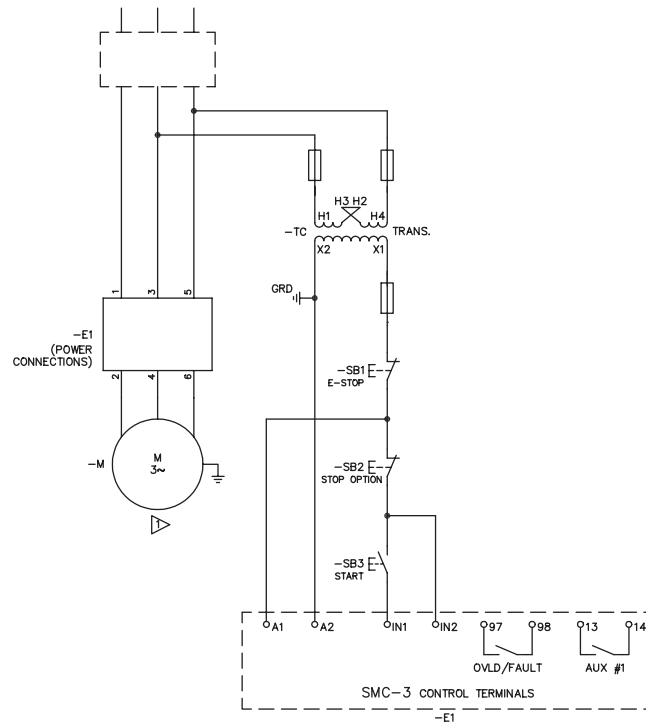 H3 H2
H1 H4
-TC TRANS.
X2 X1
1 3 5
GRD
-E1
(POWER
CONNECTIONS)
2 4 6
-SB1
E-STOP
-M
M
3~
-SB2
STOP OPTION
1
-SB3
START
A1 A2 IN1 IN2 97 98 13 14
OVLD/FAULT AUX #1
SMC-3 CONTROL TERMINALS
-E1